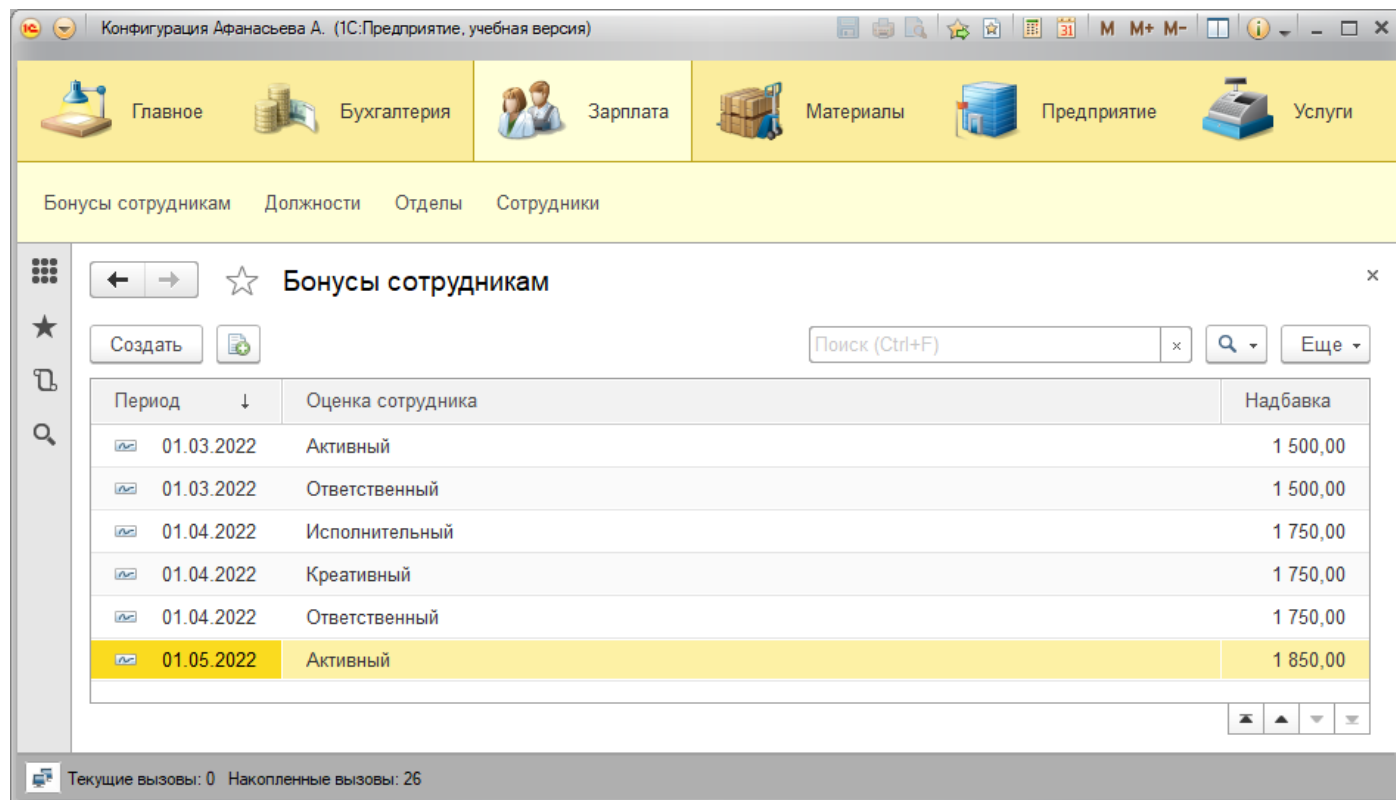 1С Конфигурация Афанасьева А. (1С:Предприятие, учебная версия) 31 M M+ M-
Главное Бухгалтерия Зарплата Материалы Предприятие Услуги
Бонусы сотрудникам Должности Отделы Сотрудники
Бонусы сотрудникам
Создать Поиск (Ctrl+F) Еще
Период ↓ Оценка сотрудника Надбавка
01.03.2022 Активный 1 500,00
01.03.2022 Ответственный 1 500,00
01.04.2022 Исполнительный 1 750,00
01.04.2022 Креативный 1 750,00
01.04.2022 Ответственный 1 750,00
01.05.2022 Активный 1 850,00
Текущие вызовы: 0 Накопленные вызовы: 26